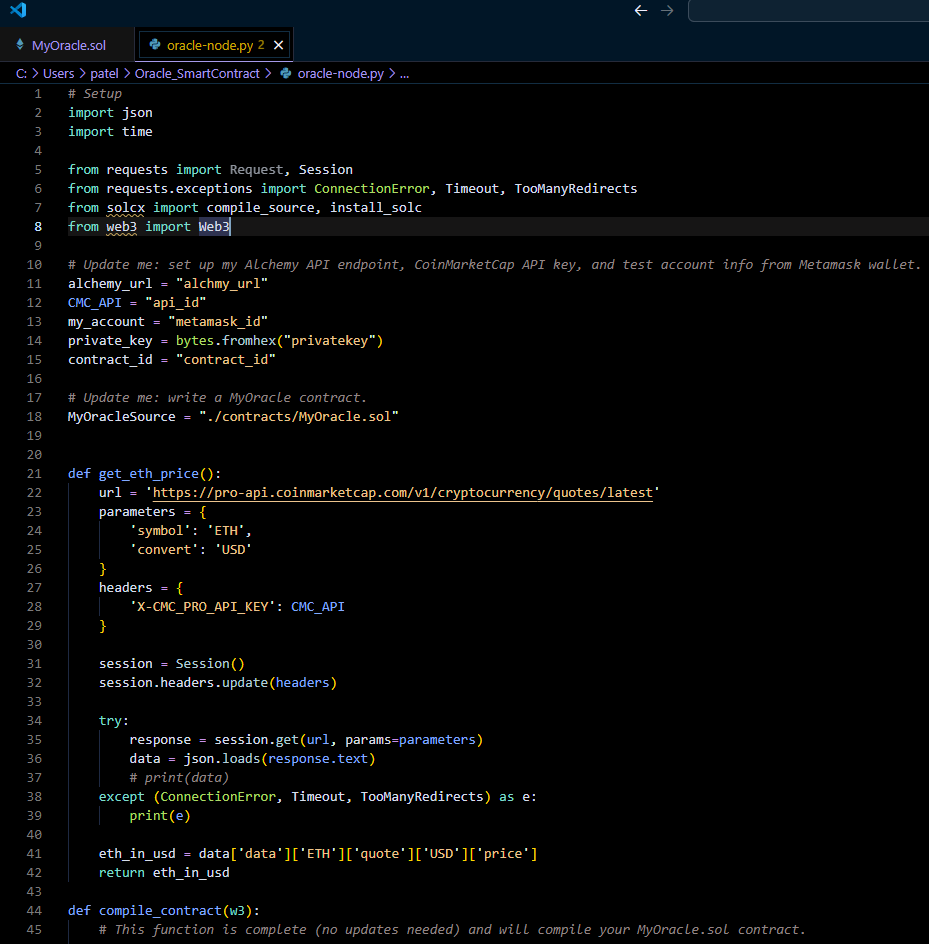 MyOracle.sol oracle-node.py 2
C: > Users > patel > Oracle_SmartContract > oracle-node.py > ...
1 # Setup
2 import json
3 import time
4
5 from requests import Request, Session
6 from requests.exceptions import ConnectionError, Timeout, TooManyRedirects
7 from solcx import compile_source, install_solc
8 from web3 import Web3
9
10 # Update me: set up my Alchemy API endpoint, CoinMarketCap API key, and test account info from Metamask wallet.
11 alchemy_url = "alchmy_url"
12 CMC_API = "api_id"
13 my_account = "metamask_id"
14 private_key = bytes.fromhex("privatekey")
15 contract_id = "contract_id"
16
17 # Update me: write a MyOracle contract.
18 MyOracleSource = "./contracts/MyOracle.sol"
19
20
21 def get_eth_price():
22     url = 'https://pro-api.coinmarketcap.com/v1/cryptocurrency/quotes/latest'
23     parameters = {
24         'symbol': 'ETH',
25         'convert': 'USD'
26     }
27     headers = {
28         'X-CMC_PRO_API_KEY': CMC_API
29     }
30
31     session = Session()
32     session.headers.update(headers)
33
34     try:
35         response = session.get(url, params=parameters)
36         data = json.loads(response.text)
37         # print(data)
38     except (ConnectionError, Timeout, TooManyRedirects) as e:
39         print(e)
40
41     eth_in_usd = data['data']['ETH']['quote']['USD']['price']
42     return eth_in_usd
43
44 def compile_contract(w3):
45     # This function is complete (no updates needed) and will compile your MyOracle.sol contract.